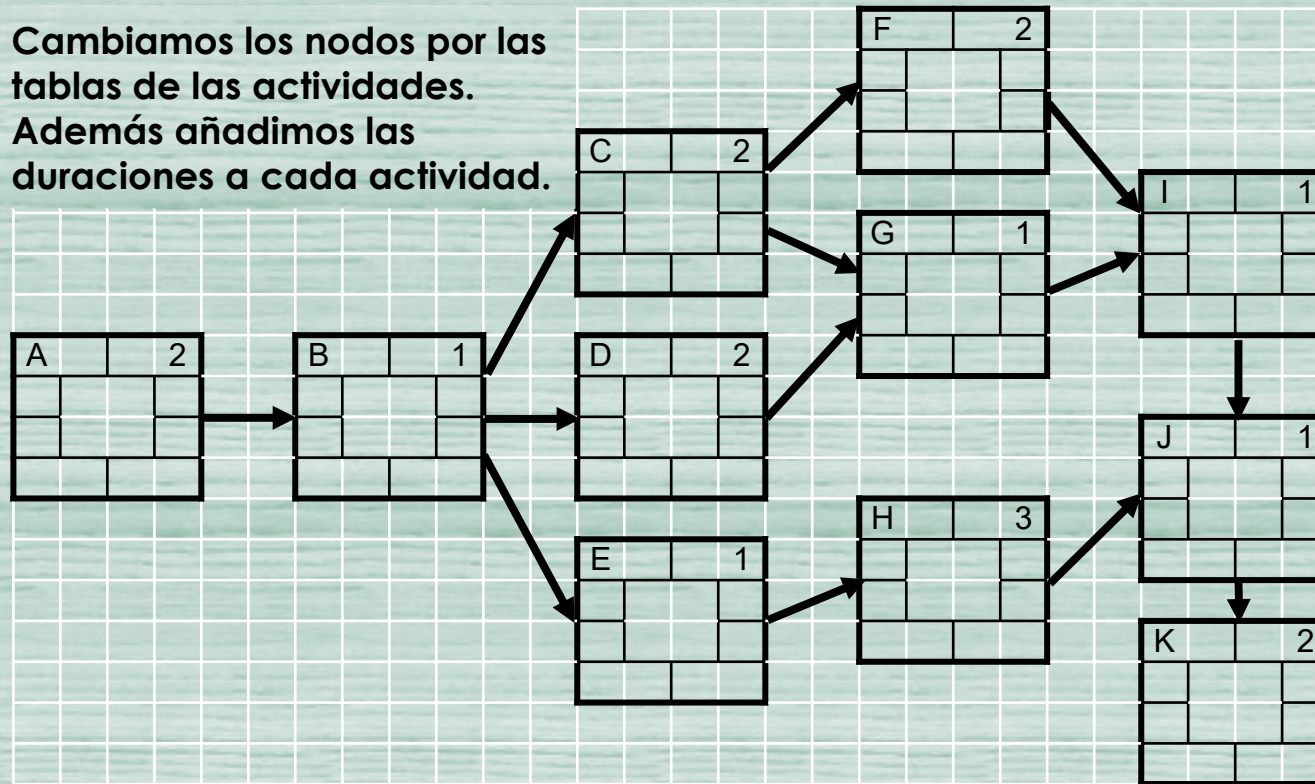 Cambiamos los nodos por las
tablas de las actividades.
Además añadimos las
duraciones a cada actividad.
F 2
C 2
I 1
G 1
A 2
B 1
D 2
J 1
H 3
E 1
K 2